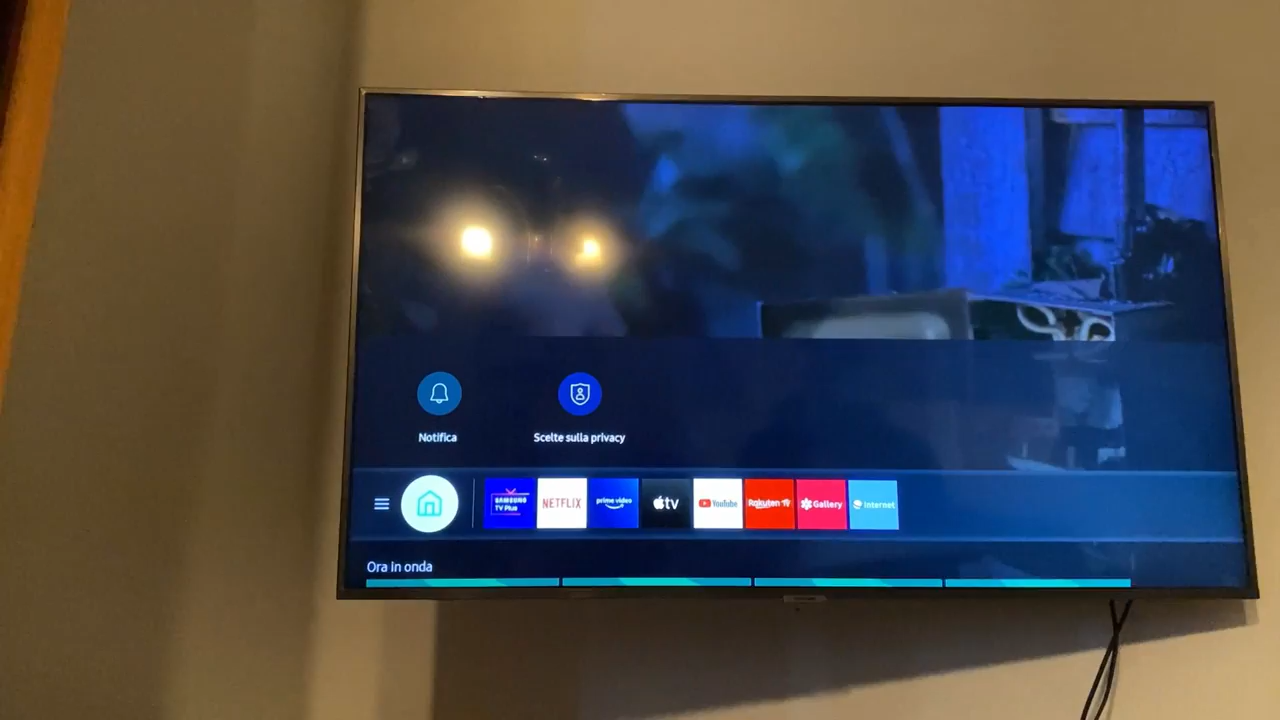 Notifica
Scelte sulla privacy
SAMSUNG
TV Plus
NETFLIX
prime video
tv
YouTube
Rakuten TV
Gallery
Internet
Ora in onda